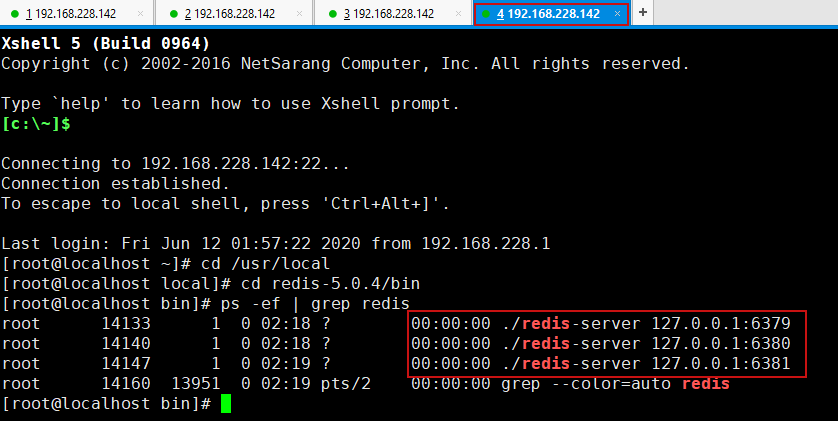 1 192.168.228.142 × 2 192.168.228.142 × 3 192.168.228.142 × 4 192.168.228.142 × +
Xshell 5 (Build 0964)
Copyright (c) 2002-2016 NetSarang Computer, Inc. All rights reserved.
Type `help' to learn how to use Xshell prompt.
[c:\~]$
Connecting to 192.168.228.142:22...
Connection established.
To escape to local shell, press 'Ctrl+Alt+]'.
Last login: Fri Jun 12 01:57:22 2020 from 192.168.228.1
[root@localhost ~]# cd /usr/local
[root@localhost local]# cd redis-5.0.4/bin
[root@localhost bin]# ps -ef | grep redis
root      14133      1  0 02:18 ?        00:00:00 ./redis-server 127.0.0.1:6379
root      14140      1  0 02:18 ?        00:00:00 ./redis-server 127.0.0.1:6380
root      14147      1  0 02:19 ?        00:00:00 ./redis-server 127.0.0.1:6381
root      14160  13951  0 02:19 pts/2    00:00:00 grep --color=auto redis
[root@localhost bin]#